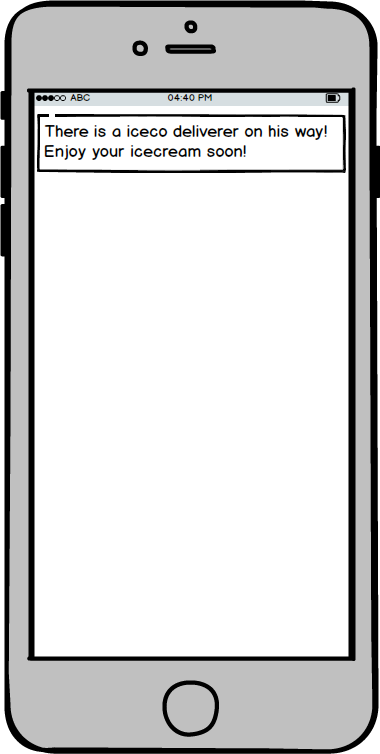 ABC 04:40 PM
There is a iceco deliverer on his way!
Enjoy your icecream soon!